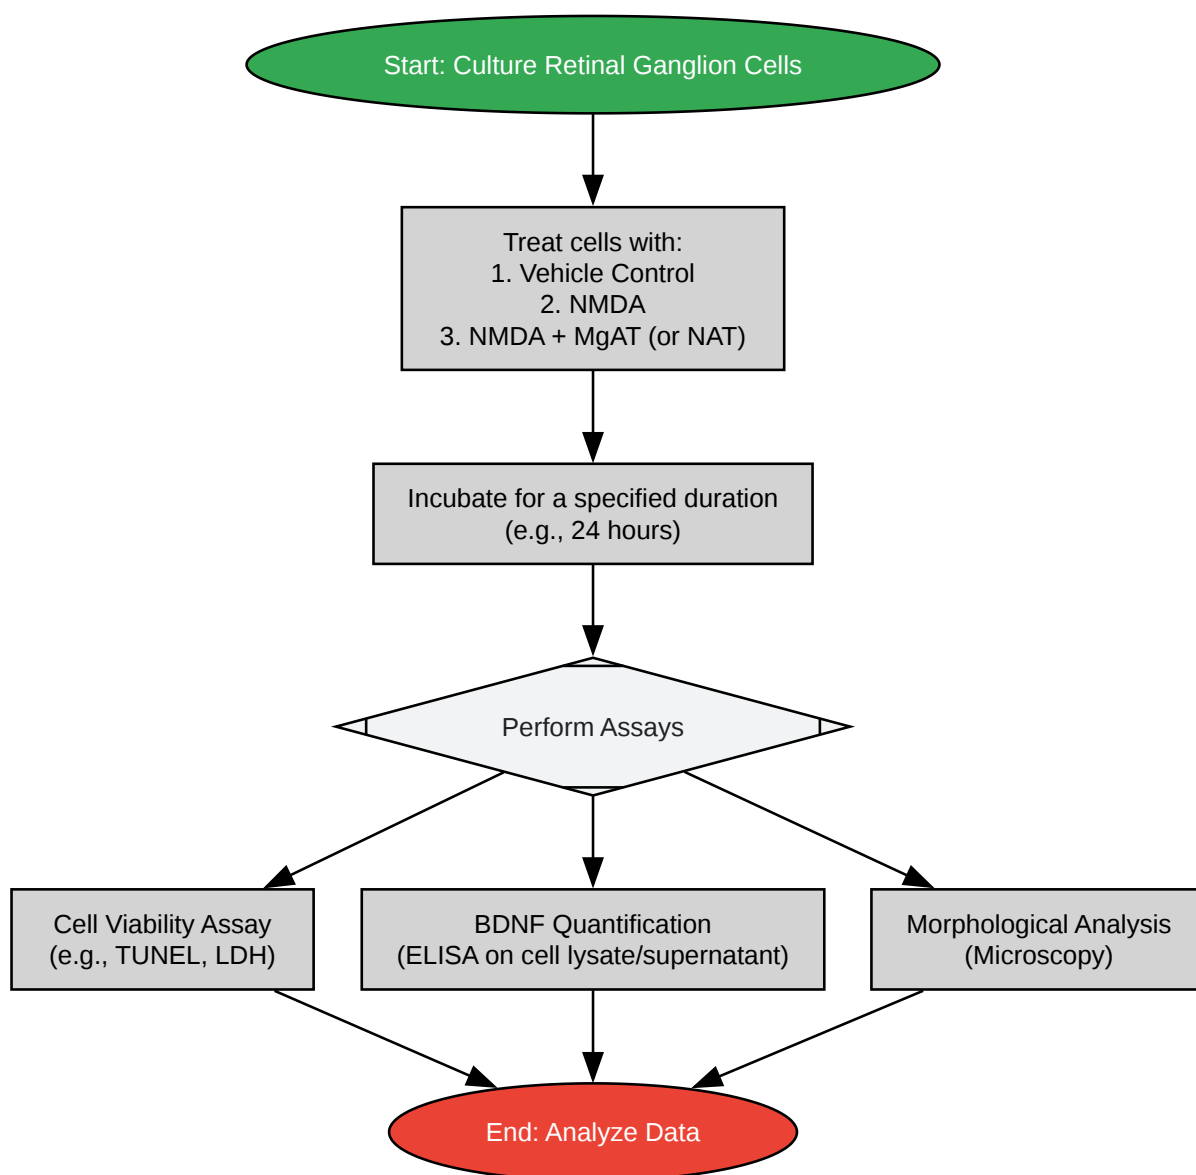 Start: Culture Retinal Ganglion Cells
Treat cells with:
1. Vehicle Control
2. NMDA
3. NMDA + MgAT (or NAT)
Incubate for a specified duration
(e.g., 24 hours)
Perform Assays
Cell Viability Assay
(e.g., TUNEL, LDH)
BDNF Quantification
(ELISA on cell lysate/supernatant)
Morphological Analysis
(Microscopy)
End: Analyze Data